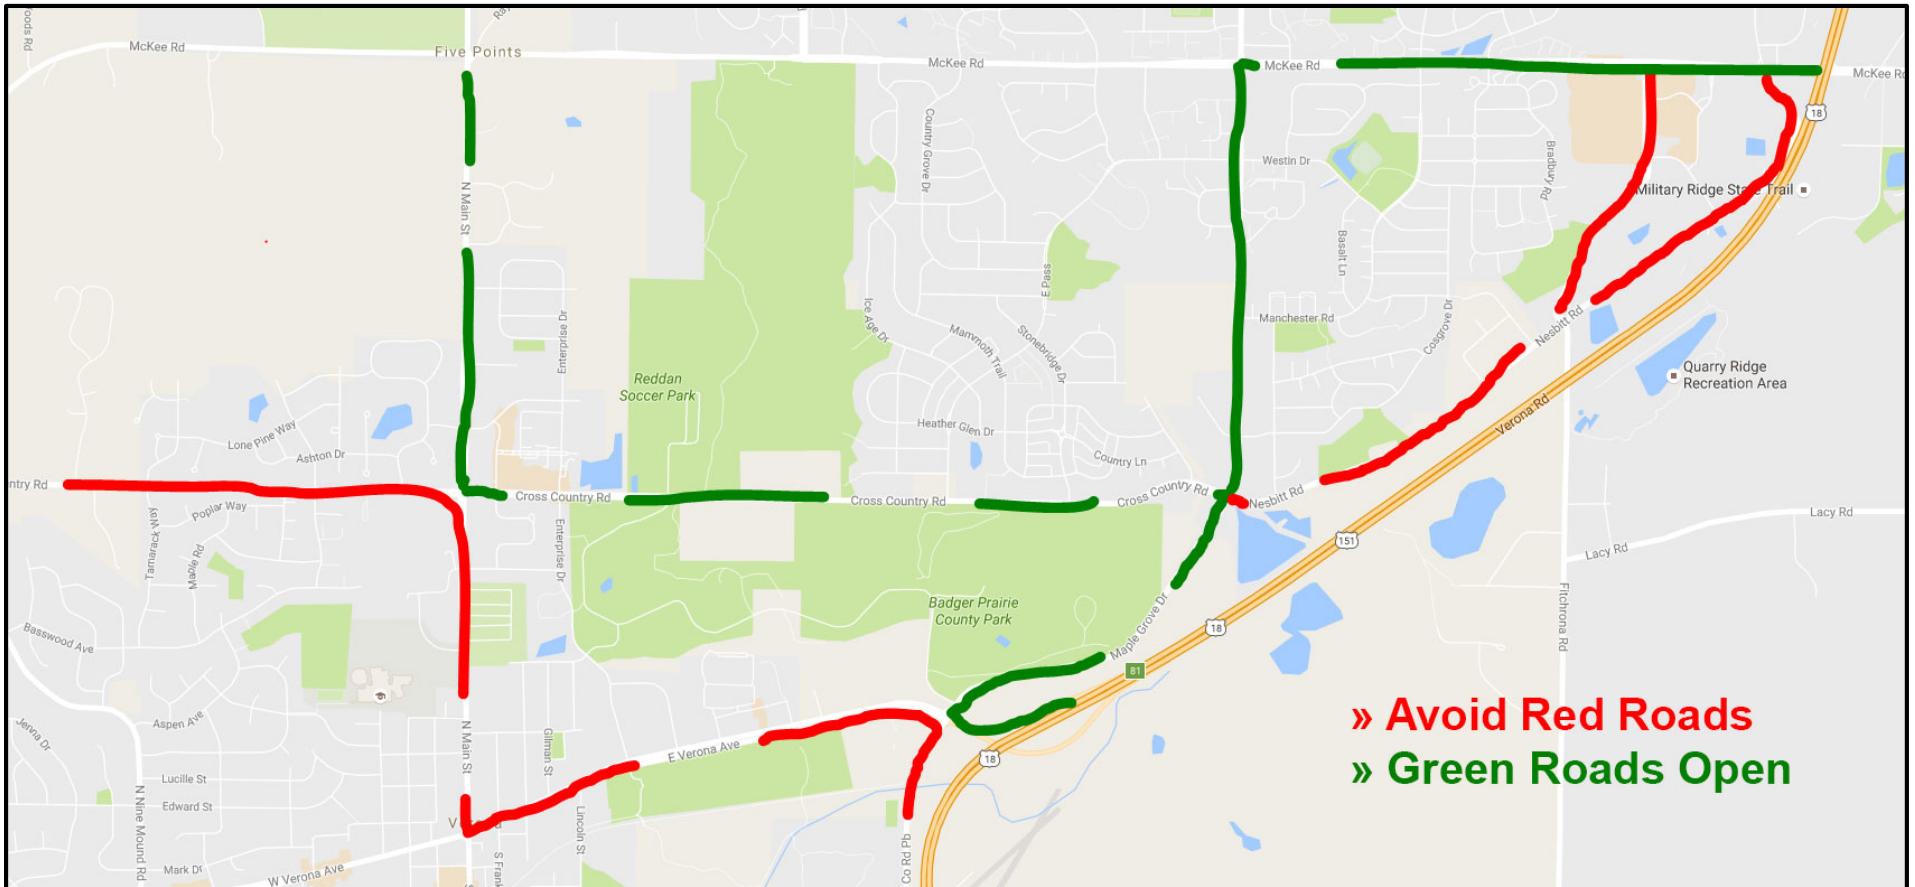 McKee Rd
Five Points
McKee Rd
McKee Rd
McKee Rd
18
Country Grove Dr
Westin Dr
Bradbury Rd
Military Ridge State Trail
N Main St
Basalt Ln
E Pass
Ice Age Dr
Manchester Rd
Mammoth Trail
Stonebridge Dr
Cosgrove Dr
Nesbitt Rd
Enterprise Dr
Reddan
Soccer Park
Quarry Ridge
Recreation Area
Verona Rd
Lone Pine Way
Heather Glen Dr
Ashton Dr
Country Ln
ntry Rd
Cross Country Rd
Cross Country Rd
Cross Country Rd
Nesbitt Rd
Poplar Way
Tamarack Way
Maple Rd
Enterprise Dr
151
Lacy Rd
Lacy Rd
Badger Prairie
County Park
Fitchrona Rd
Maple Grove Dr
18
Basswood Ave
81
Jenna Dr
Aspen Ave
N Main St
Gilman St
E Verona Ave
18
» Avoid Red Roads
» Green Roads Open
Lucille St
Edward St
N Nine Mound Rd
Lincoln St
Co Rd Pb
Mark Dr
W Verona Ave
S Frank